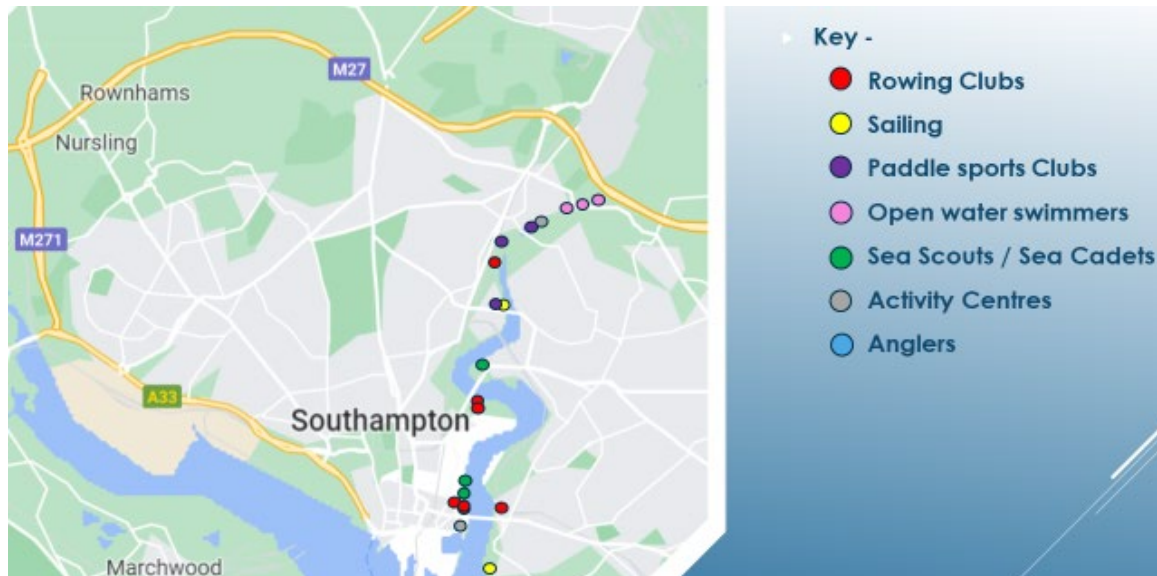 M27
Rownhams
Nursling
M271
A33
Southampton
Marchwood
Key -
Rowing Clubs
Sailing
Paddle sports Clubs
Open water swimmers
Sea Scouts / Sea Cadets
Activity Centres
Anglers